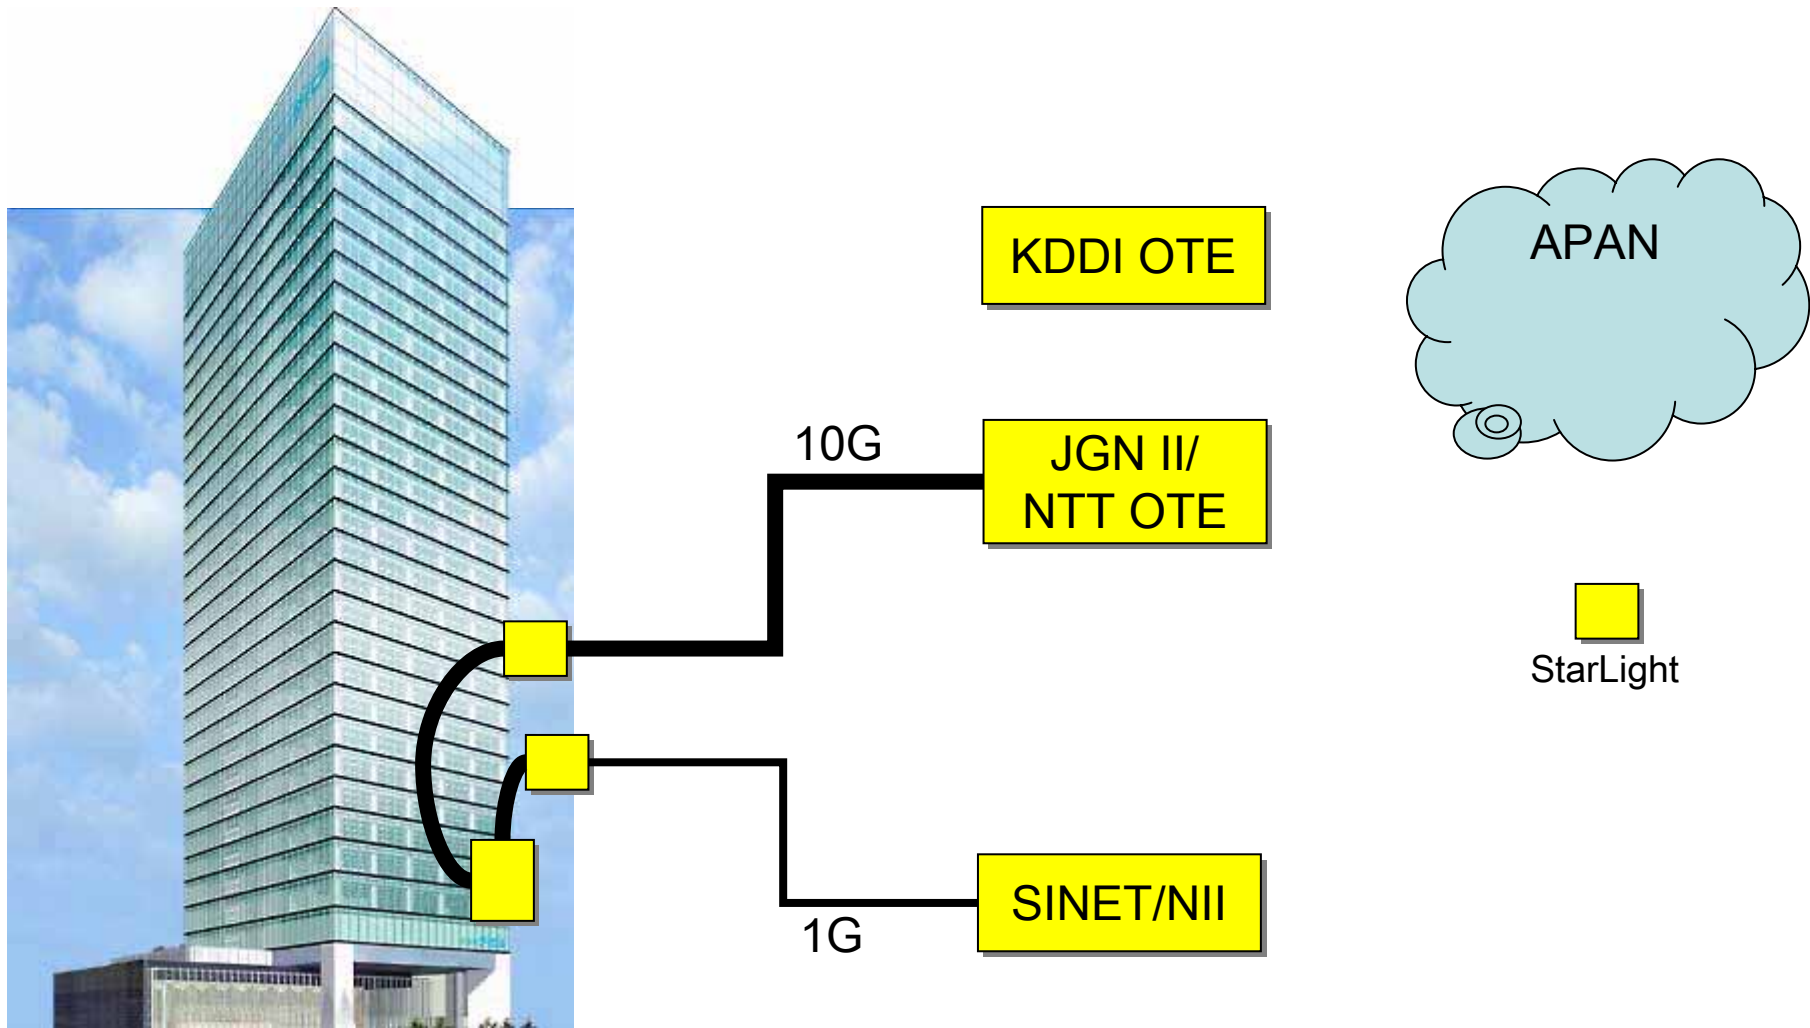 KDDI OTE
APAN
10G
JGN II/
NTT OTE
StarLight
1G
SINET/NII